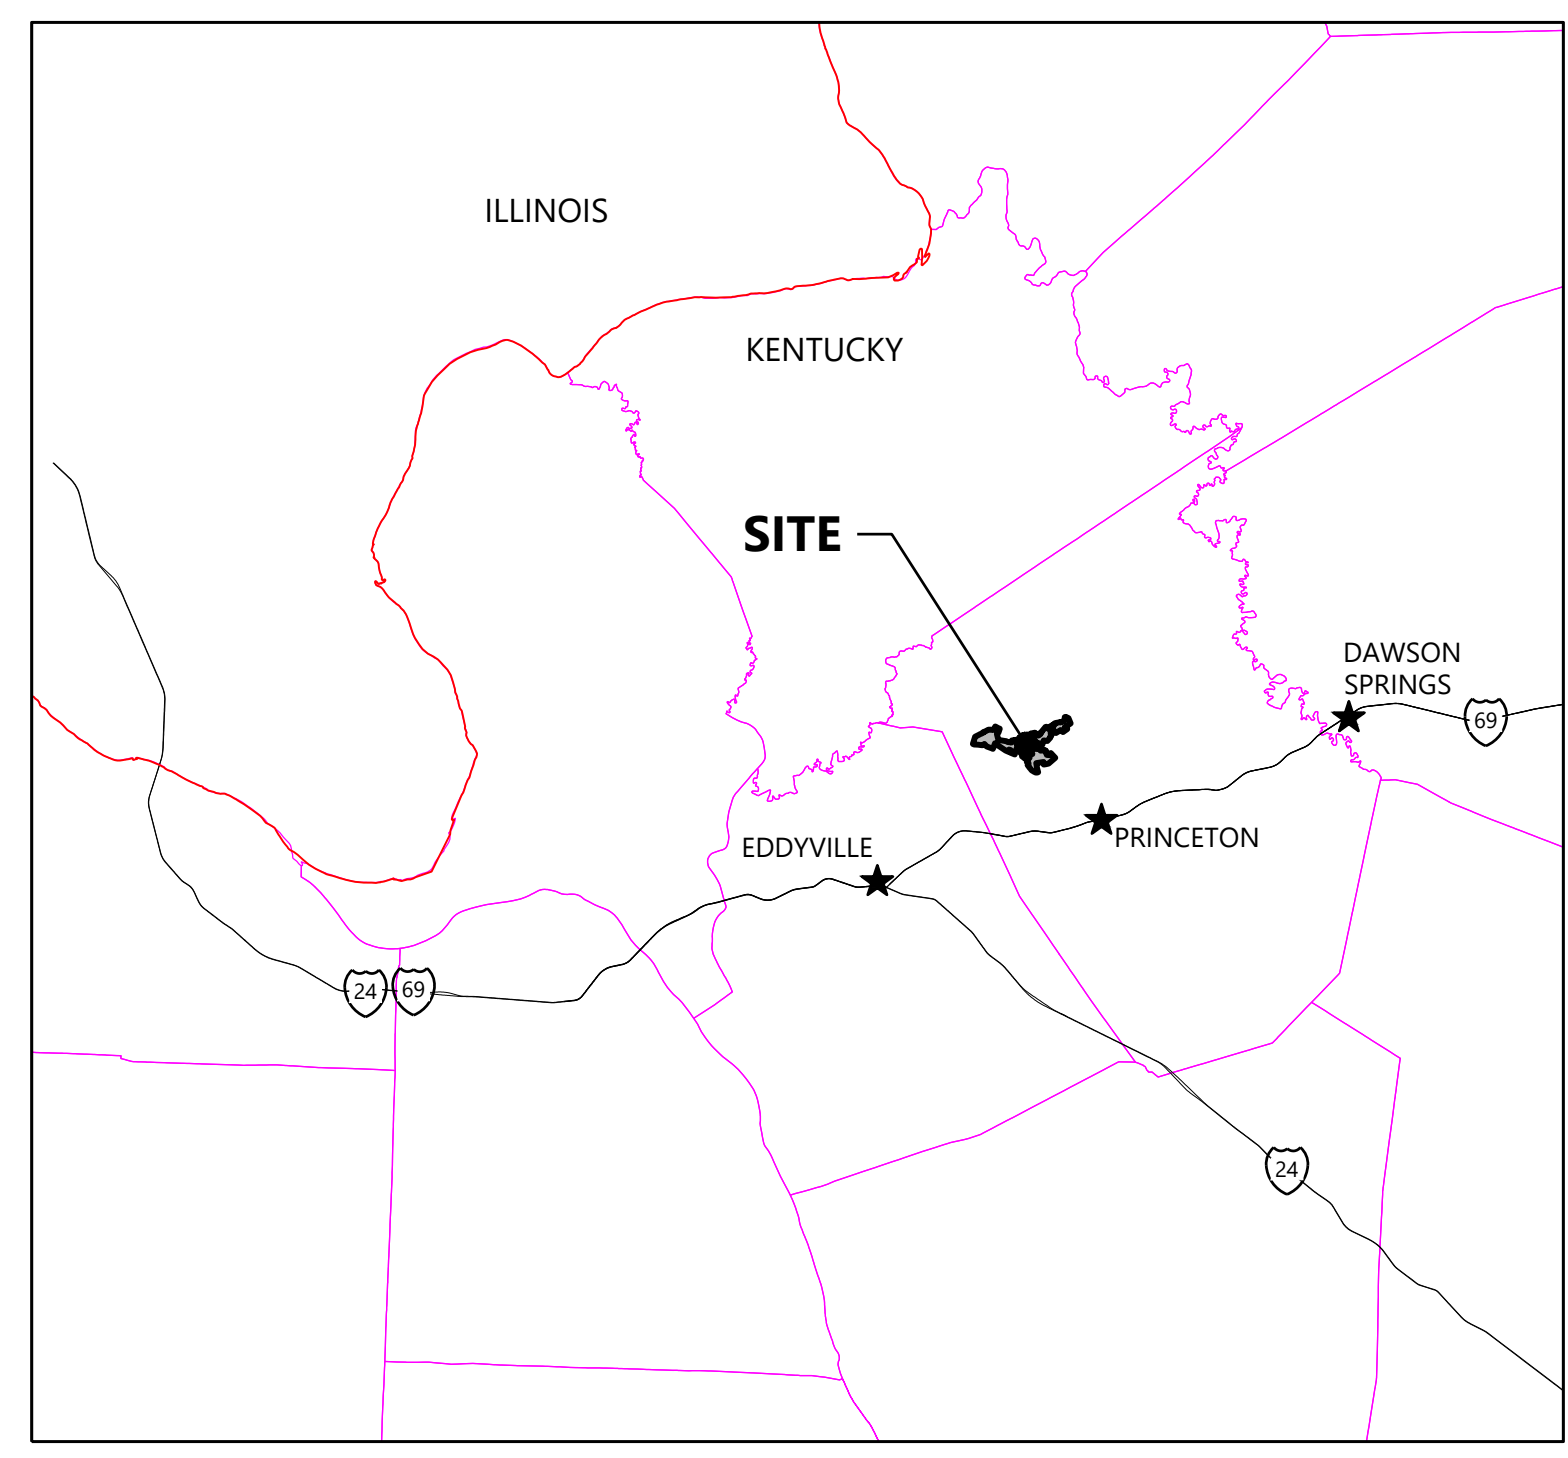 ILLINOIS
KENTUCKY
SITE
DAWSON
SPRINGS
69
PRINCETON
EDDYVILLE
24
69
24